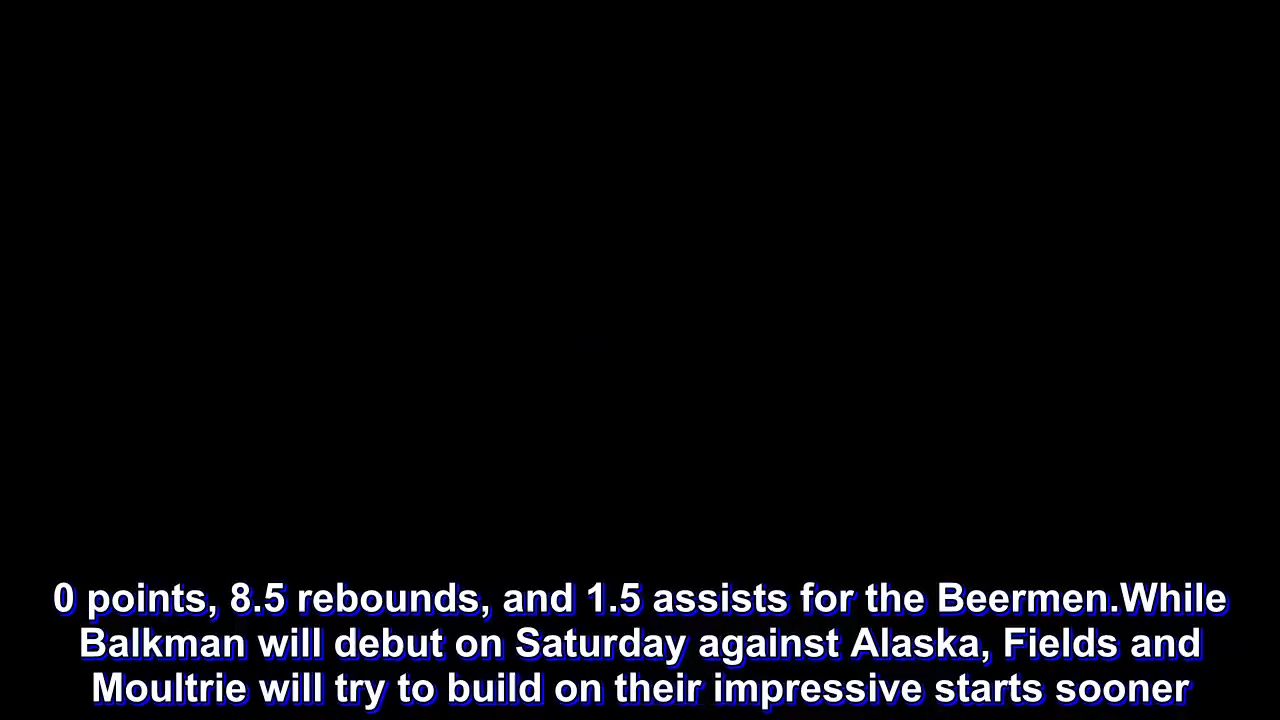 0 points, 8.5 rebounds, and 1.5 assists for the Beermen.While
Balkman will debut on Saturday against Alaska, Fields and
Moultrie will try to build on their impressive starts sooner